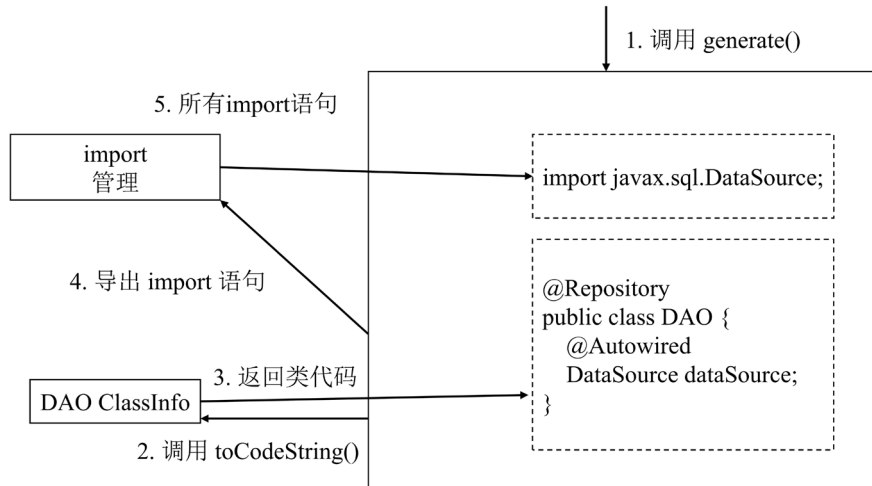 1. 调用 generate()
5. 所有import语句
import
管理
import javax.sql.DataSource;
4. 导出 import 语句
@Repository
public class DAO {
@Autowired
DataSource dataSource;
}
3. 返回类代码
DAO ClassInfo
2. 调用 toCodeString()